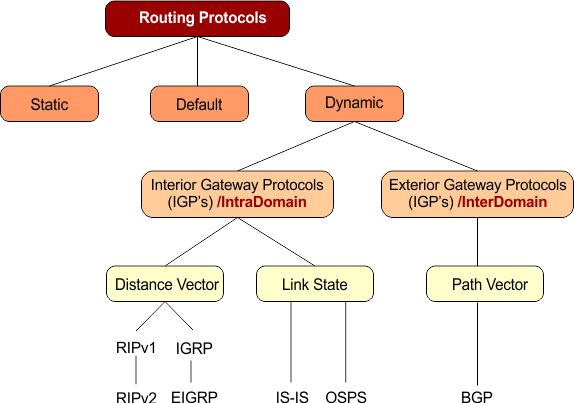 Routing Protocols
Static
Default
Dynamic
Interior Gateway Protocols
(IGP's) /IntraDomain
Exterior Gateway Protocols
(IGP's) /InterDomain
Distance Vector
Link State
Path Vector
RIPv1
IGRP
RIPv2
EIGRP
IS-IS
OSPS
BGP